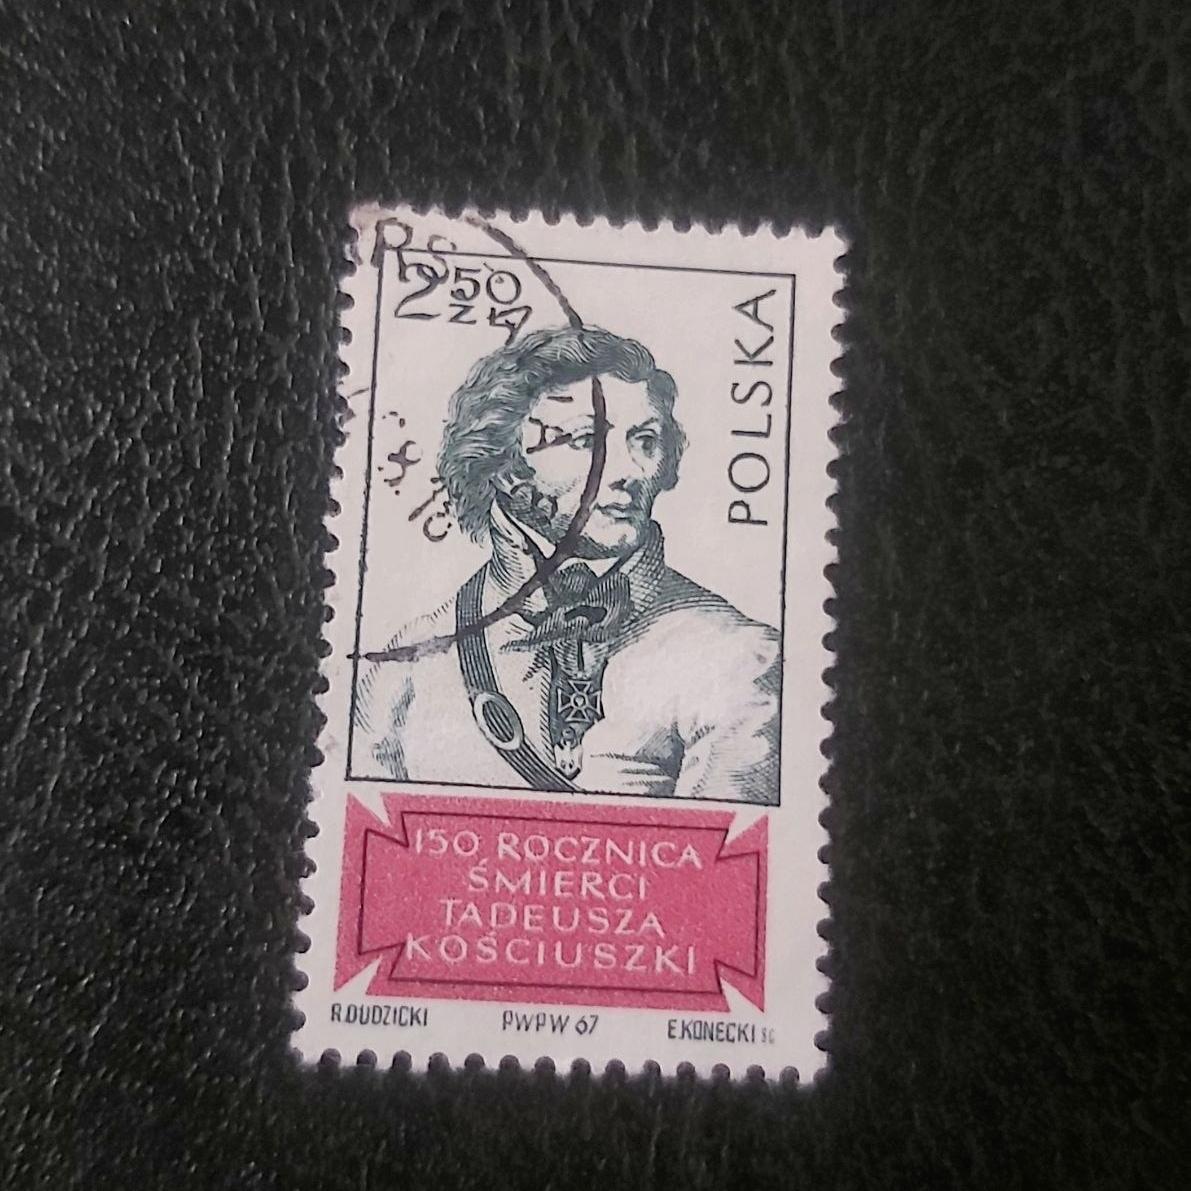 2 50
ZŁ
POLSKA
150 ROCZNICA
ŚMIERCI
TADEUSZA
KOŚCIUSZKI
R.DUDZICKI PWPW 67 E.KONECKI SC